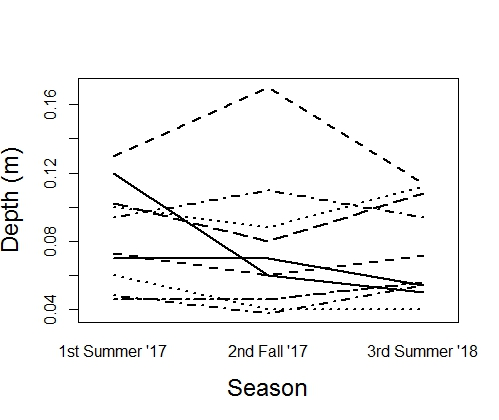 0.16
0.12
0.08
0.04
Depth (m)
1st Summer '17 2nd Fall '17 3rd Summer '18
Season